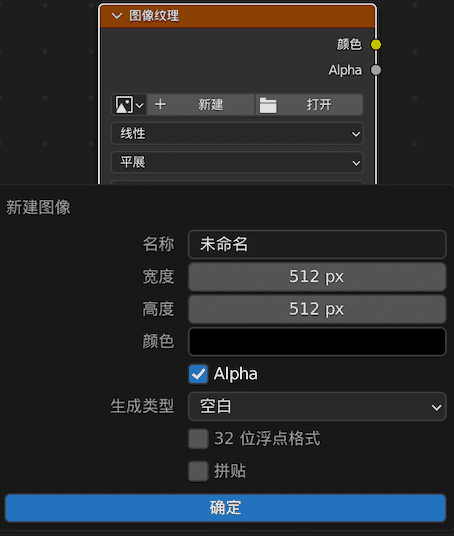 图像纹理
颜色
Alpha
新建 打开
线性
平展
新建图像
名称 未命名
宽度 512 px
高度 512 px
颜色
Alpha
生成类型 空白
32 位浮点格式
拼贴
确定